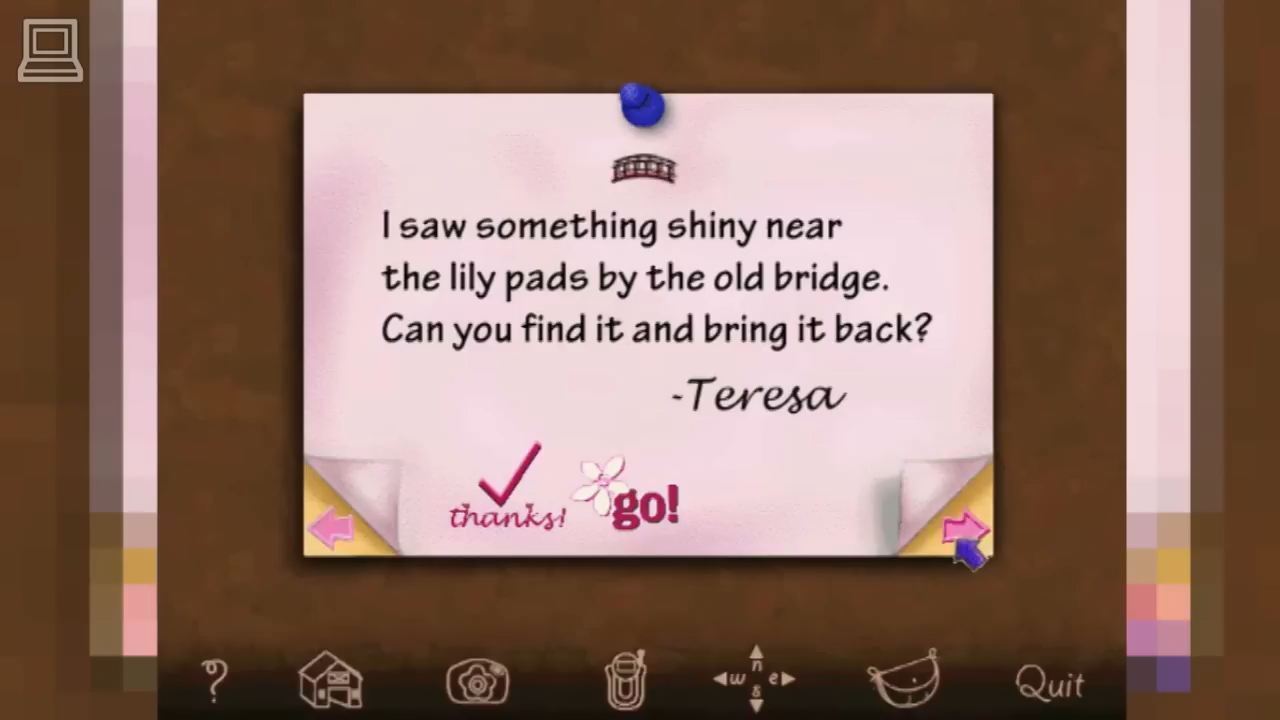 I saw something shiny near
the lily pads by the old bridge.
Can you find it and bring it back?
-Teresa
thanks!
go!
?
n
w e
s
Quit